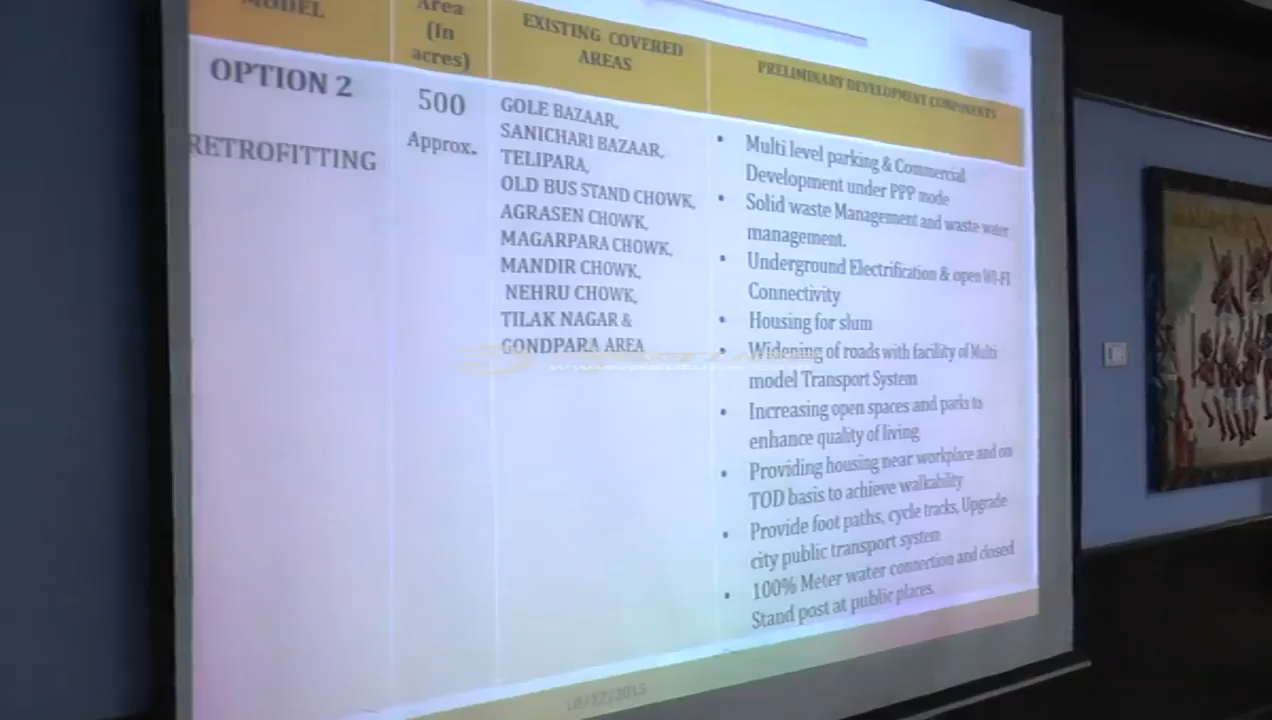 MODEL
Area
(In
acres)
EXISTING COVERED
AREAS
PRELIMINARY DEVELOPMENT COMPONENTS
OPTION 2
RETROFITTING
500
Approx.
GOLE BAZAAR,
SANICHARI BAZAAR,
TELIPARA,
OLD BUS STAND CHOWK,
AGRASEN CHOWK,
MAGARPARA CHOWK,
MANDIR CHOWK,
NEHRU CHOWK,
TILAK NAGAR &
GONDPARA AREA
• Multi level parking & Commercial
Development under PPP mode
• Solid waste Management and waste water
management.
• Underground Electrification & open WI-FI
Connectivity
• Housing for slum
• Widening of roads with facility of Multi
model Transport System
• Increasing open spaces and parks to
enhance quality of living
• Providing housing near workplace and on
TOD basis to achieve walkability
• Provide foot paths, cycle tracks, Upgrade
city public transport system
• 100% Meter water connection and closed
Stand post at public places.